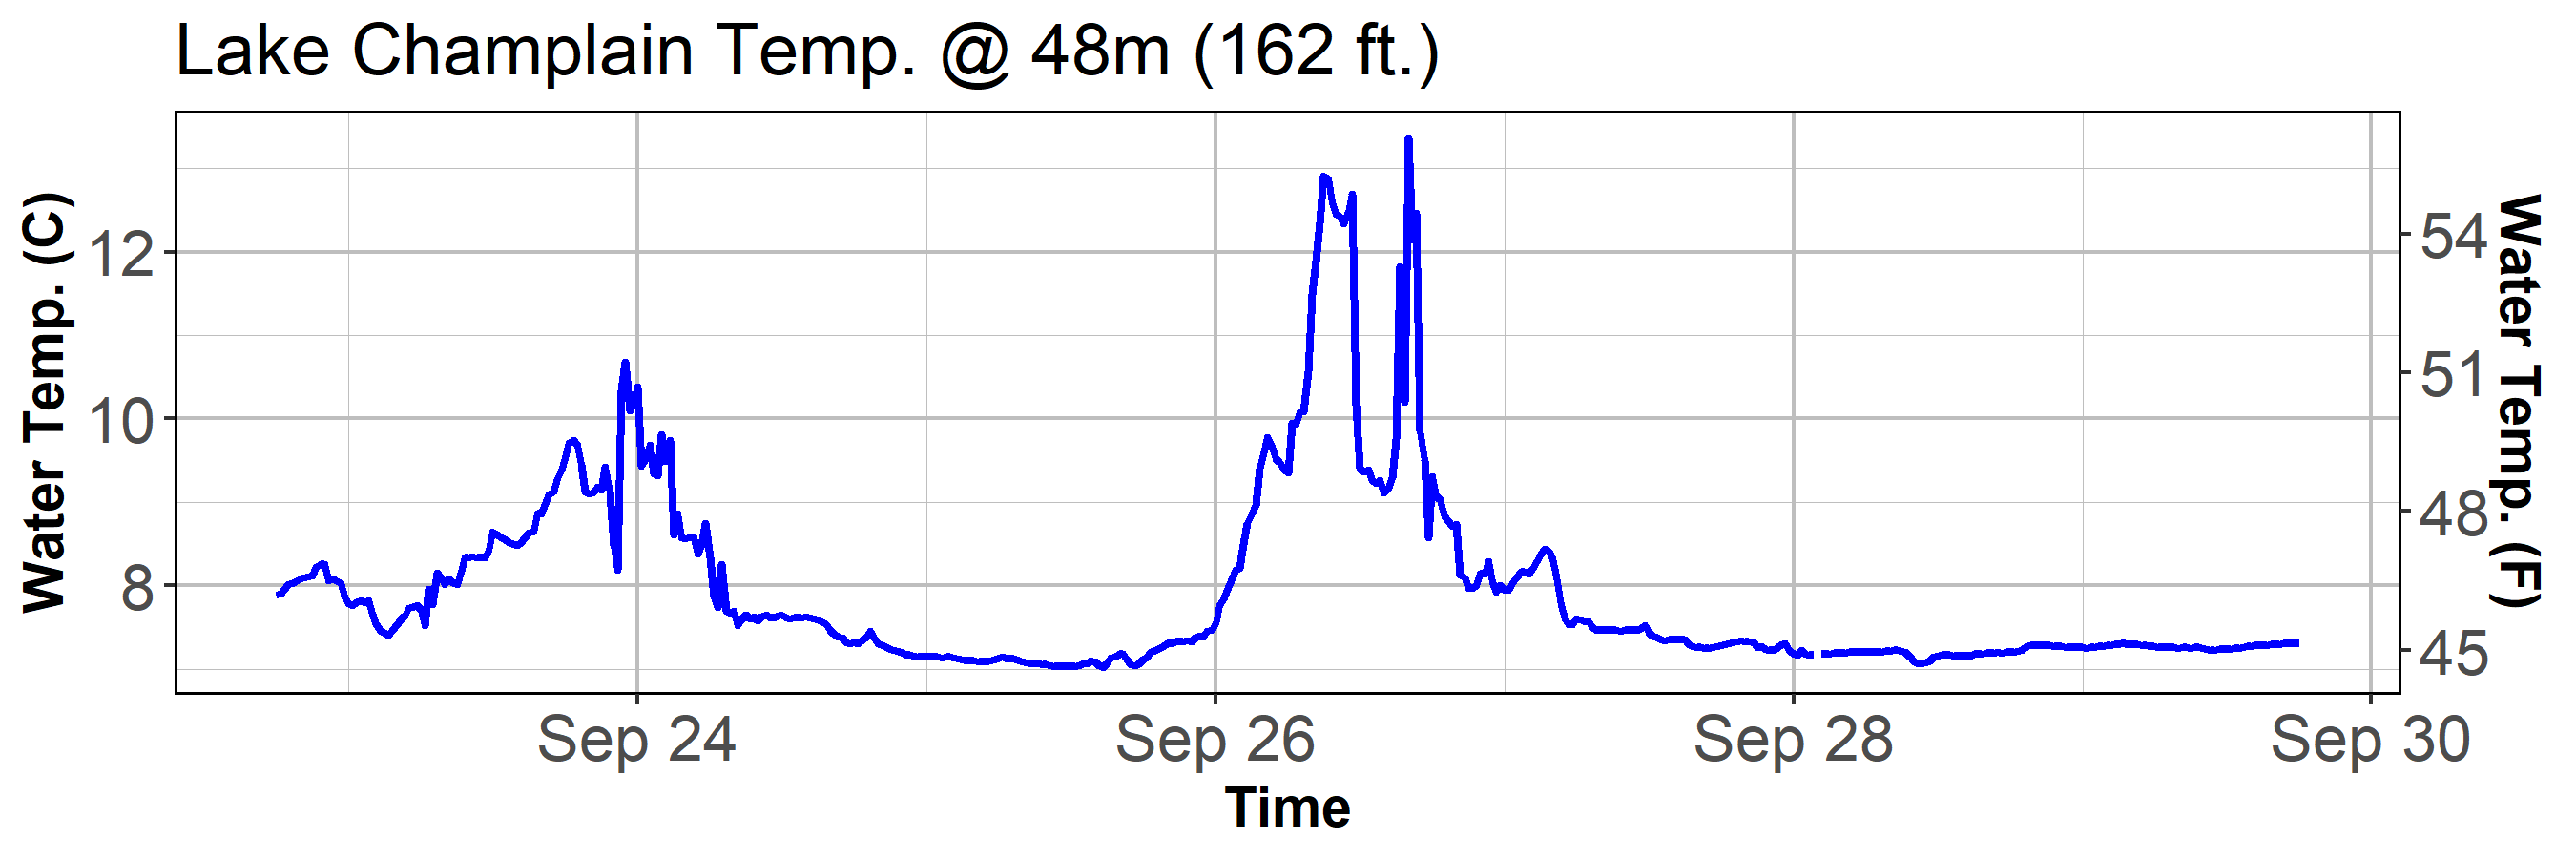 Lake Champlain Temp. @ 48m (162 ft.)
Water Temp. (C)
12
10
8
54
51
48
45
Water Temp. (F)
Sep 24
Sep 26
Sep 28
Sep 30
Time